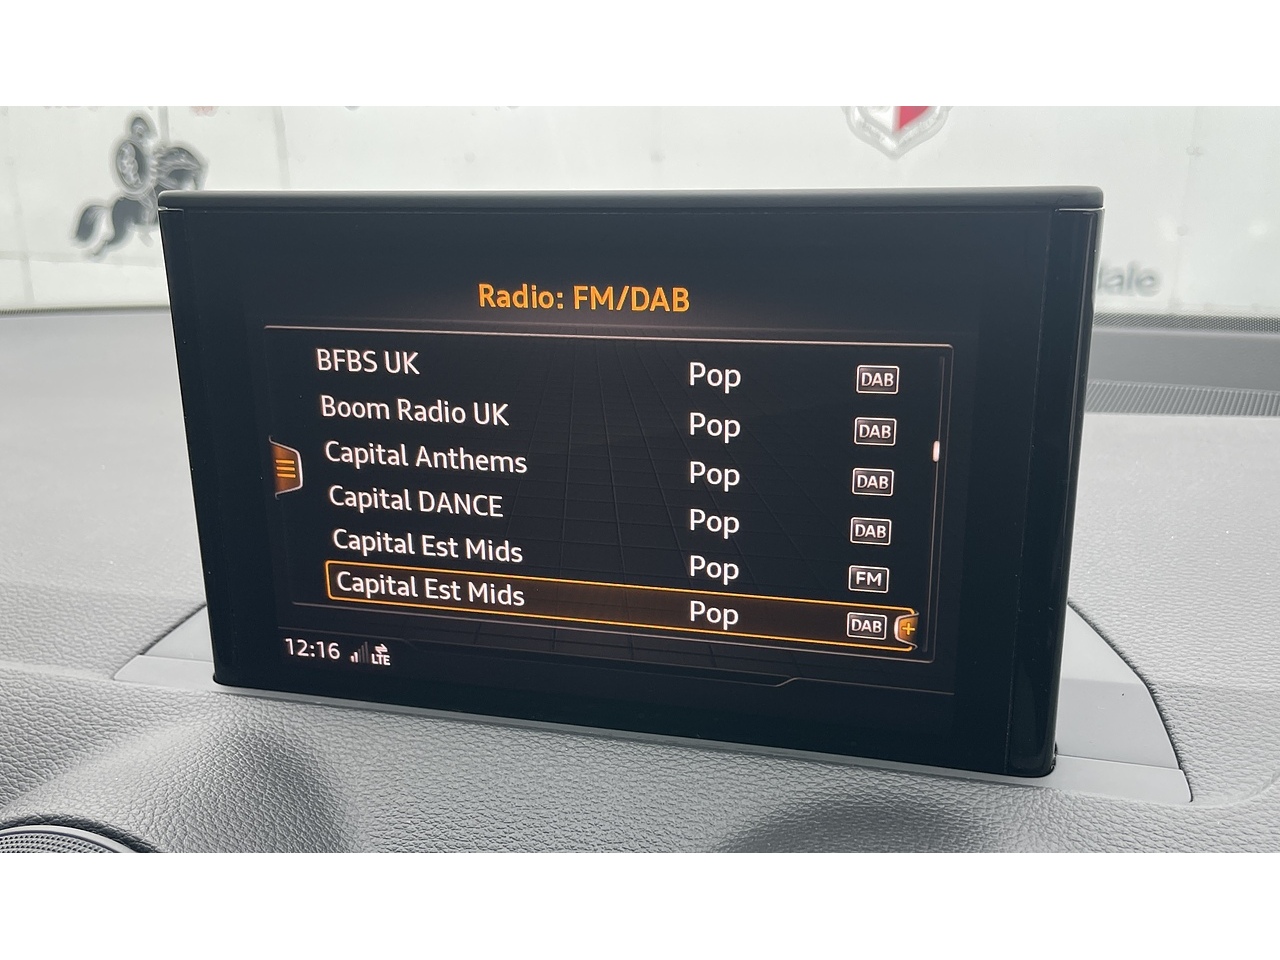 Radio: FM/DAB
BFBS UK Pop DAB
Boom Radio UK Pop DAB
Capital Anthems Pop DAB
Capital DANCE Pop DAB
Capital Est Mids Pop FM
Capital Est Mids Pop DAB +
12:16 LTE
dale